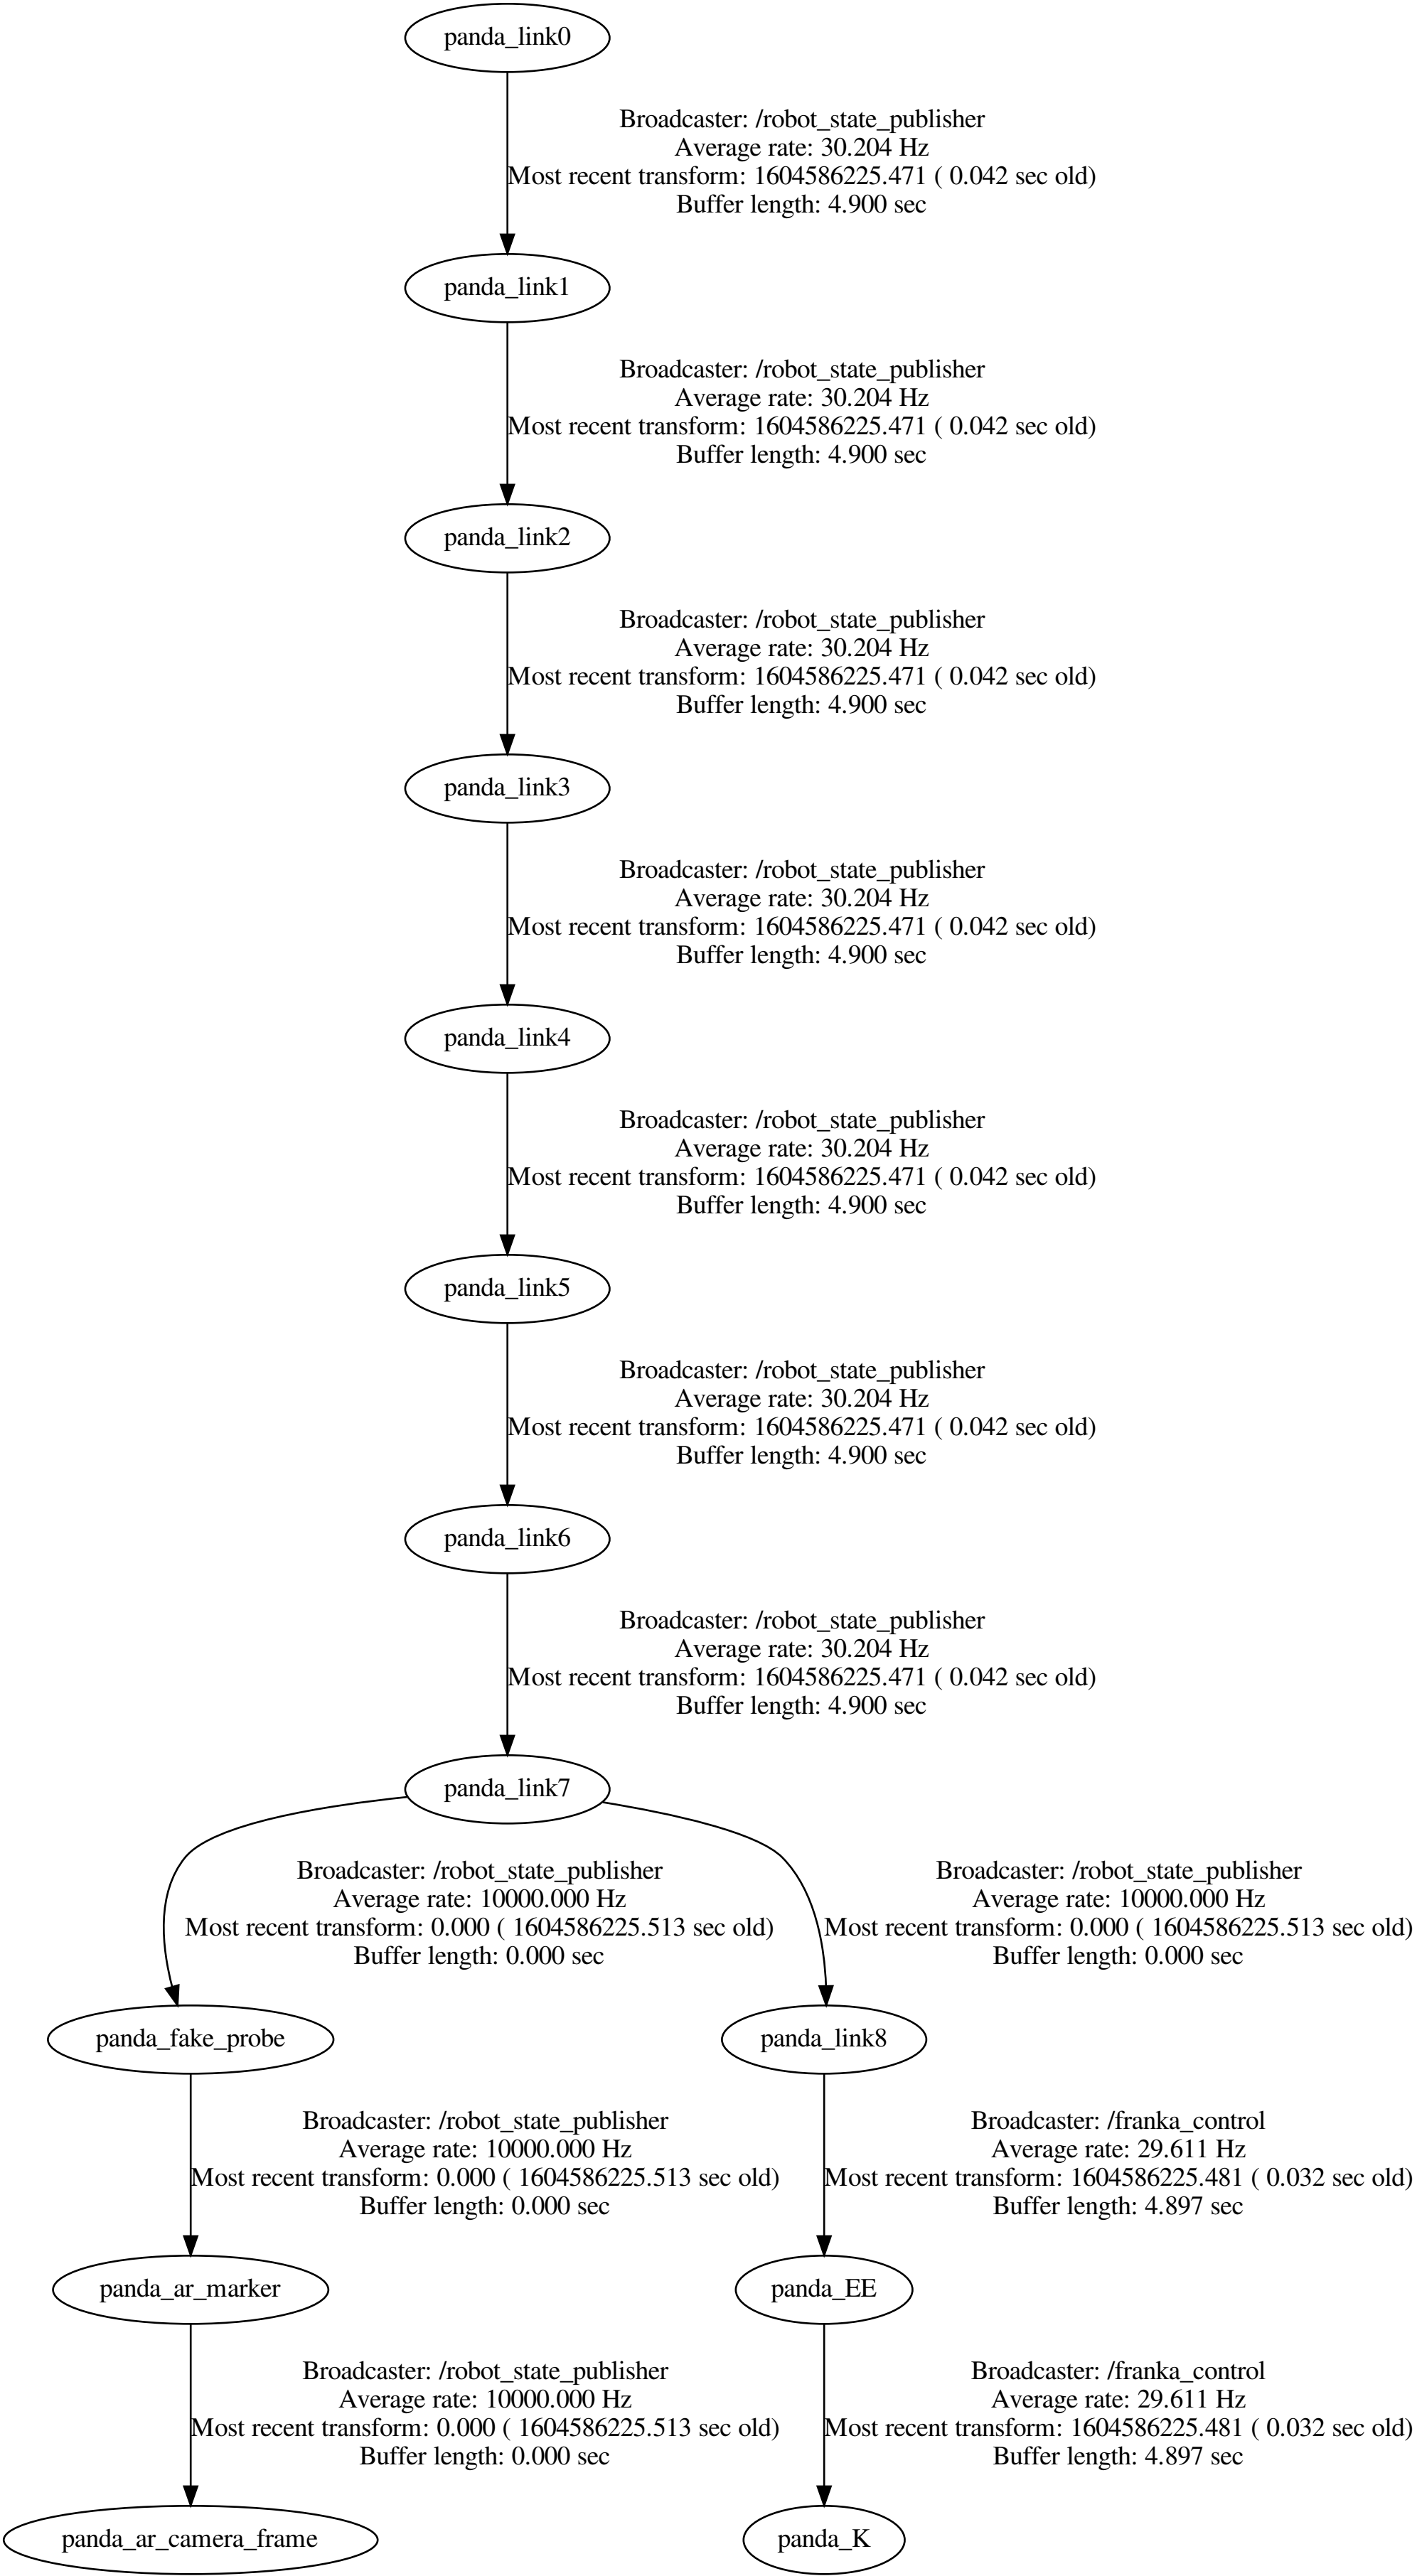 panda_link0
Broadcaster: /robot_state_publisher
Average rate: 30.204 Hz
Most recent transform: 1604586225.471 ( 0.042 sec old)
Buffer length: 4.900 sec
panda_link1
Broadcaster: /robot_state_publisher
Average rate: 30.204 Hz
Most recent transform: 1604586225.471 ( 0.042 sec old)
Buffer length: 4.900 sec
panda_link2
Broadcaster: /robot_state_publisher
Average rate: 30.204 Hz
Most recent transform: 1604586225.471 ( 0.042 sec old)
Buffer length: 4.900 sec
panda_link3
Broadcaster: /robot_state_publisher
Average rate: 30.204 Hz
Most recent transform: 1604586225.471 ( 0.042 sec old)
Buffer length: 4.900 sec
panda_link4
Broadcaster: /robot_state_publisher
Average rate: 30.204 Hz
Most recent transform: 1604586225.471 ( 0.042 sec old)
Buffer length: 4.900 sec
panda_link5
Broadcaster: /robot_state_publisher
Average rate: 30.204 Hz
Most recent transform: 1604586225.471 ( 0.042 sec old)
Buffer length: 4.900 sec
panda_link6
Broadcaster: /robot_state_publisher
Average rate: 30.204 Hz
Most recent transform: 1604586225.471 ( 0.042 sec old)
Buffer length: 4.900 sec
panda_link7
Broadcaster: /robot_state_publisher
Average rate: 10000.000 Hz
Most recent transform: 0.000 ( 1604586225.513 sec old)
Buffer length: 0.000 sec
Broadcaster: /robot_state_publisher
Average rate: 10000.000 Hz
Most recent transform: 0.000 ( 1604586225.513 sec old)
Buffer length: 0.000 sec
panda_fake_probe
panda_link8
Broadcaster: /robot_state_publisher
Average rate: 10000.000 Hz
Most recent transform: 0.000 ( 1604586225.513 sec old)
Buffer length: 0.000 sec
Broadcaster: /franka_control
Average rate: 29.611 Hz
Most recent transform: 1604586225.481 ( 0.032 sec old)
Buffer length: 4.897 sec
panda_ar_marker
panda_EE
Broadcaster: /robot_state_publisher
Average rate: 10000.000 Hz
Most recent transform: 0.000 ( 1604586225.513 sec old)
Buffer length: 0.000 sec
Broadcaster: /franka_control
Average rate: 29.611 Hz
Most recent transform: 1604586225.481 ( 0.032 sec old)
Buffer length: 4.897 sec
panda_ar_camera_frame
panda_K